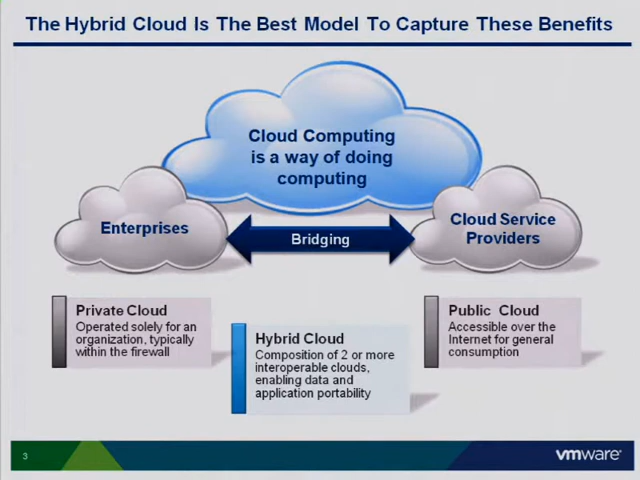 The Hybrid Cloud Is The Best Model To Capture These Benefits
Cloud Computing
is a way of doing
computing
Enterprises
Bridging
Cloud Service
Providers
Private Cloud
Operated solely for an
organization, typically
within the firewall
Hybrid Cloud
Composition of 2 or more
interoperable clouds,
enabling data and
application portability
Public Cloud
Accessible over the
Internet for general
consumption
3
vmware